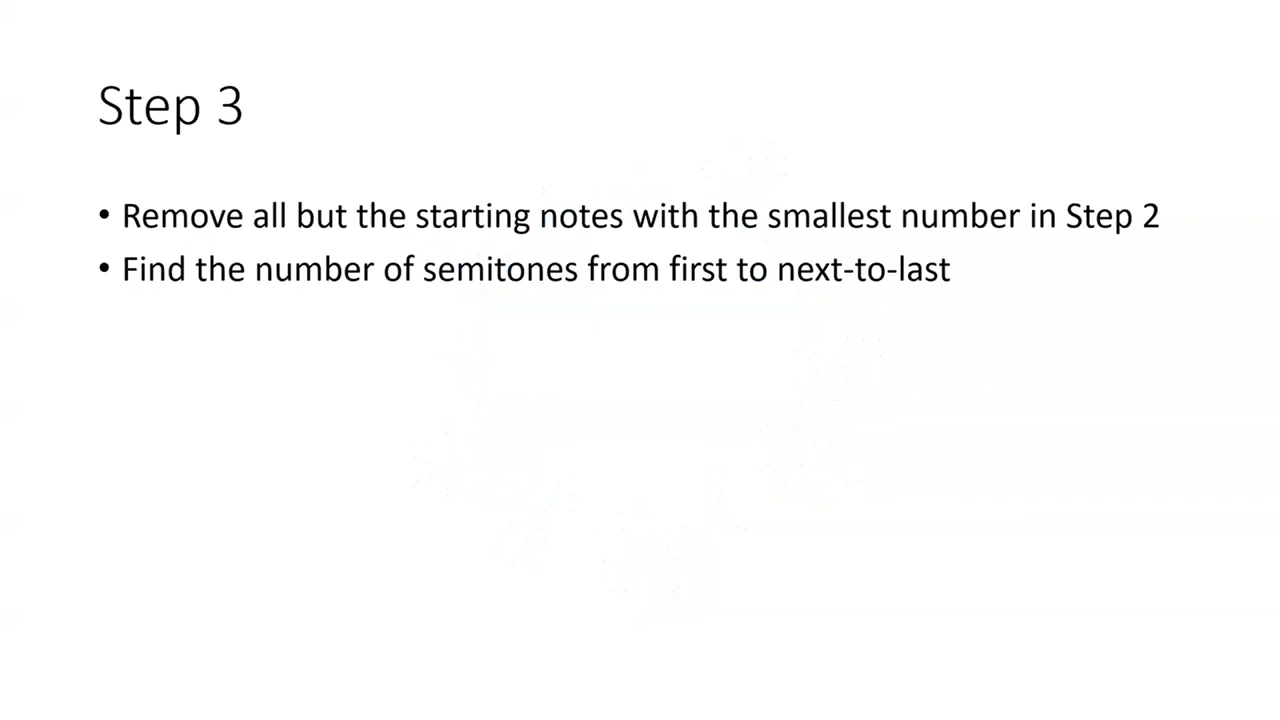 Step 3
• Remove all but the starting notes with the smallest number in Step 2
• Find the number of semitones from first to next-to-last